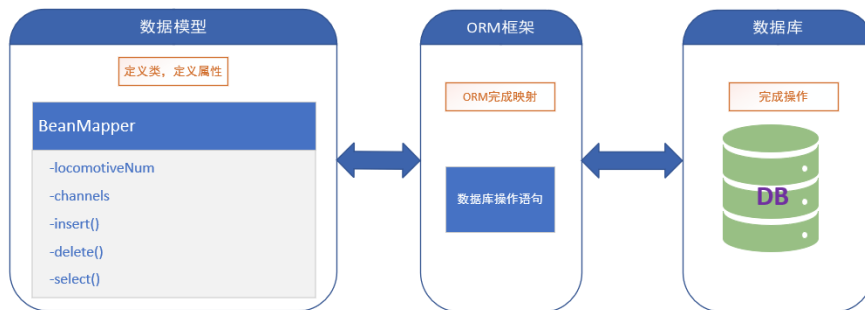 数据模型
定义类，定义属性
BeanMapper
-locomotiveNum
-channels
-insert()
-delete()
-select()
ORM框架
ORM完成映射
数据库操作语句
数据库
完成操作
DB